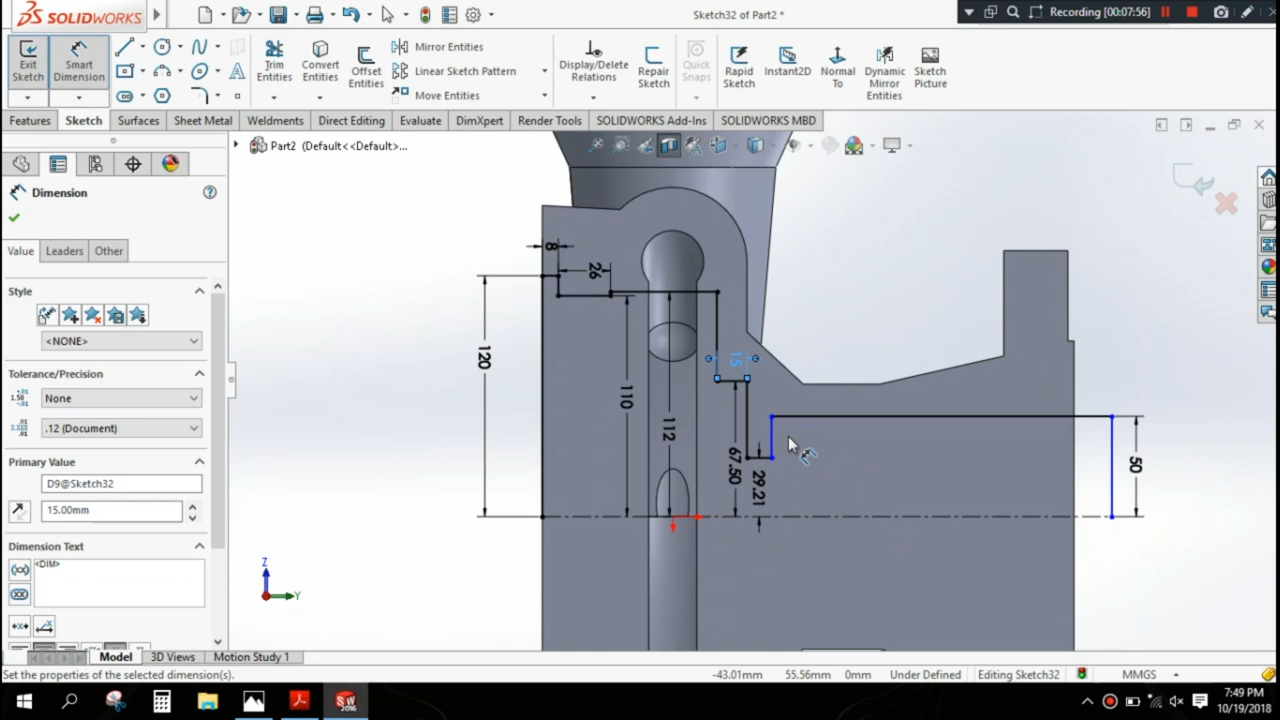 SOLIDWORKS
Sketch32 of Part2 *
Recording [00:07:56]
Exit Sketch
Smart Dimension
Trim Entities
Convert Entities
Offset Entities
Mirror Entities
Linear Sketch Pattern
Move Entities
Display/Delete Relations
Repair Sketch
Quick Snaps
Rapid Sketch
Instant2D
Normal To
Dynamic Mirror Entities
Sketch Picture
Features
Sketch
Surfaces
Sheet Metal
Weldments
Direct Editing
Evaluate
DimXpert
Render Tools
SOLIDWORKS Add-Ins
SOLIDWORKS MBD
Part2 (Default<<Default>...
Dimension
Value
Leaders
Other
Style
<NONE>
Tolerance/Precision
None
.12 (Document)
Primary Value
D9@Sketch32
15.00mm
Dimension Text
<DIM>
8
26
120
110
112
15
67.50
29.21
50
Z
Y
Model
3D Views
Motion Study 1
Set the properties of the selected dimension(s).
-43.01mm
55.56mm
0mm
Under Defined
Editing Sketch32
MMGS
7:49 PM
10/19/2018